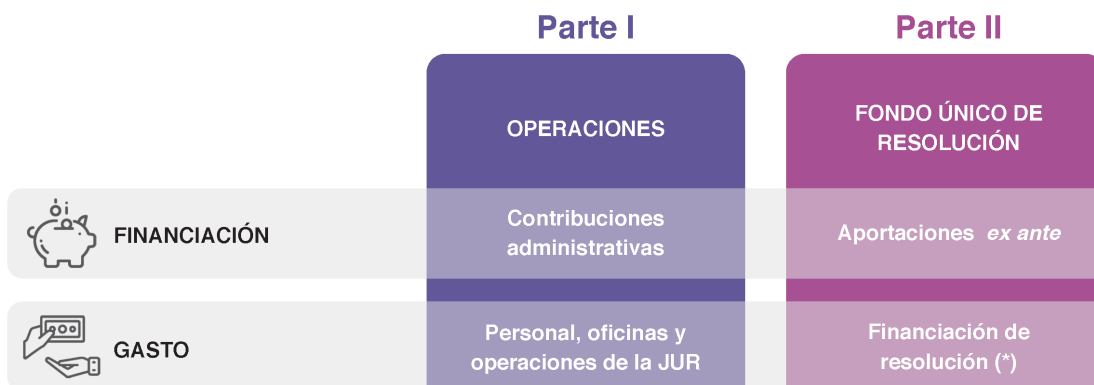 Parte I
Parte II
OPERACIONES
FONDO ÚNICO DE
RESOLUCIÓN
FINANCIACIÓN
Contribuciones
administrativas
Aportaciones ex ante
GASTO
Personal, oficinas y
operaciones de la JUR
Financiación de
resolución (*)